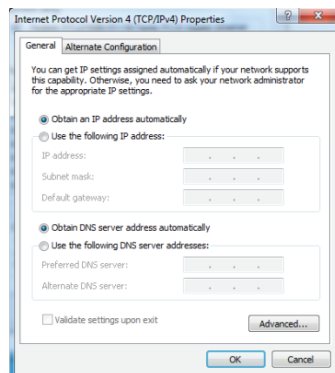 Internet Protocol Version 4 (TCP/IPv4) Properties
General
Alternate Configuration
You can get IP settings assigned automatically if your network supports
this capability. Otherwise, you need to ask your network administrator
for the appropriate IP settings.
Obtain an IP address automatically
Use the following IP address:
IP address:
Subnet mask:
Default gateway:
Obtain DNS server address automatically
Use the following DNS server addresses:
Preferred DNS server:
Alternate DNS server:
Validate settings upon exit
Advanced...
OK
Cancel